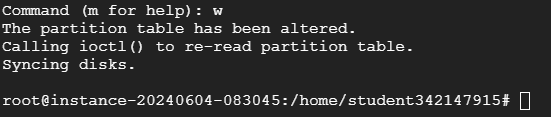 Command (m for help): w
The partition table has been altered.
Calling ioctl() to re-read partition table.
Syncing disks.
root@instance-20240604-083045:/home/student342147915#